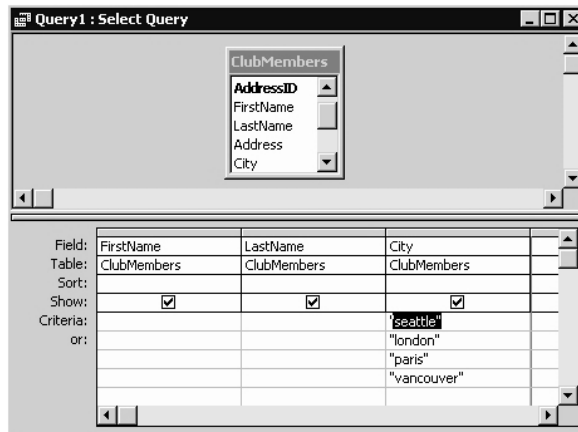 Query1 : Select Query
ClubMembers
AddressID
FirstName
LastName
Address
City
Field: FirstName LastName City
Table: ClubMembers ClubMembers ClubMembers
Sort:
Show:
Criteria: "seattle"
or: "london"
"paris"
"vancouver"